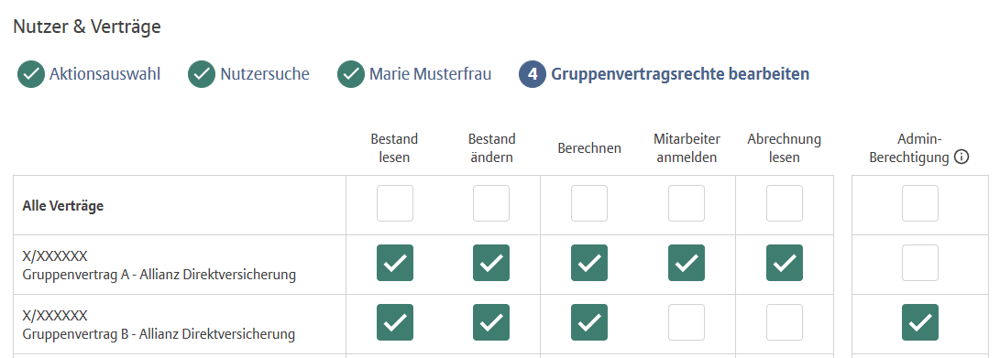 Nutzer & Verträge
Aktionsauswahl Nutzersuche Marie Musterfrau 4 Gruppenvertragsrechte bearbeiten
Bestand lesen Bestand ändern Berechnen Mitarbeiter anmelden Abrechnung lesen Admin-Berechtigung
Alle Verträge
X/XXXXXX
Gruppenvertrag A - Allianz Direktversicherung
X/XXXXXX
Gruppenvertrag B - Allianz Direktversicherung